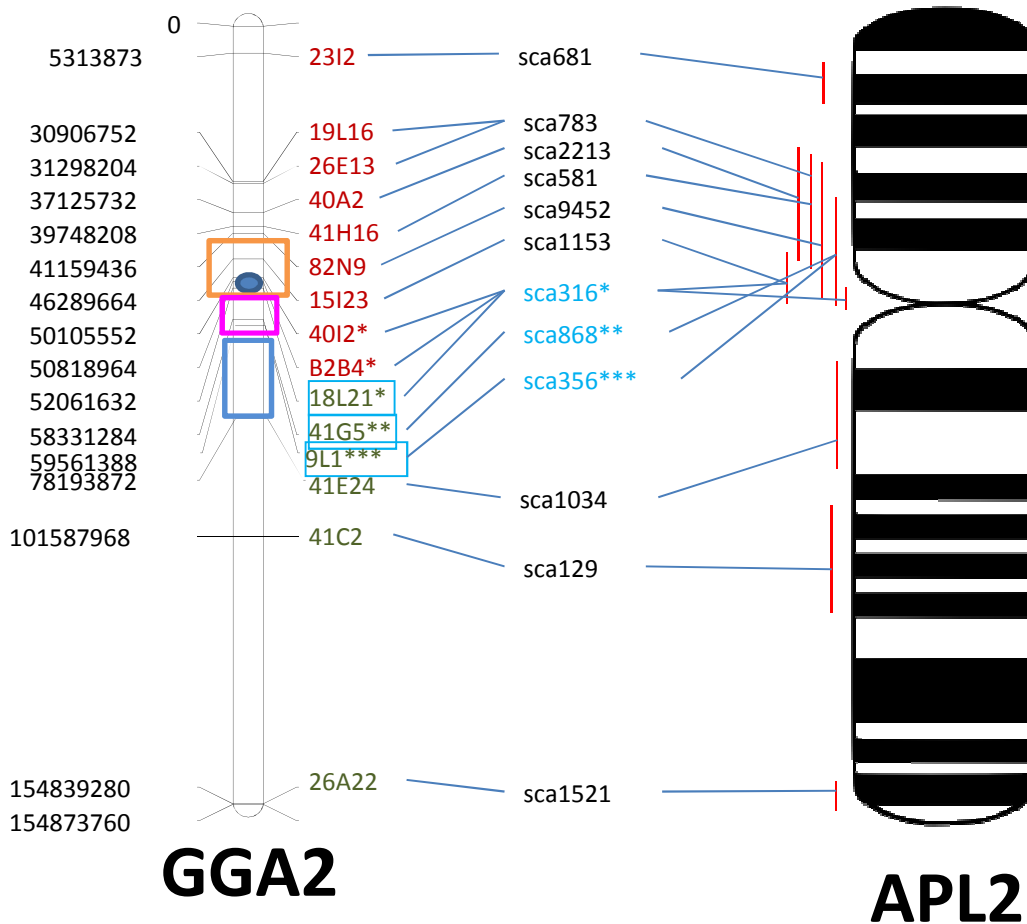 0
5313873 23I2 sca681
30906752 19L16 sca783
31298204 26E13 sca2213
37125732 40A2 sca581
39748208 41H16 sca9452
41159436 82N9 sca1153
46289664 15I23 sca316*
50105552 40I2* sca868**
50818964 B2B4* sca356***
52061632 18L21*
58331284 41G5**
59561388 9L1***
78193872 41E24 sca1034
101587968 41C2 sca129
154839280 26A22 sca1521
154873760
GGA2 APL2